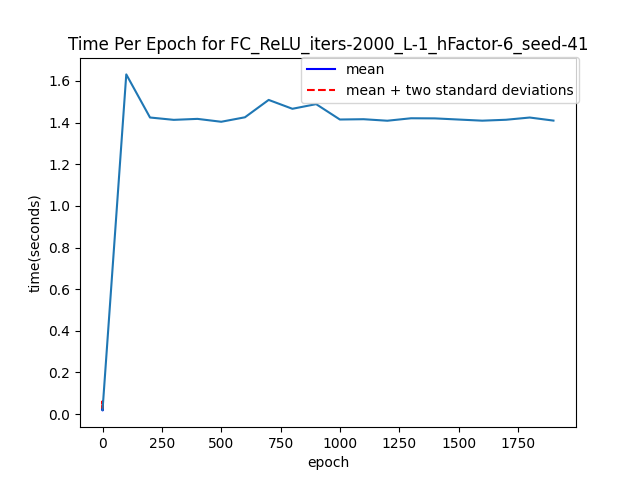 Time Per Epoch for FC_ReLU_iters-2000_L-1_hFactor-6_seed-41
mean
mean + two standard deviations
1.6
1.4
1.2
1.0
0.8
0.6
0.4
0.2
0.0
time(seconds)
0 250 500 750 1000 1250 1500 1750
epoch